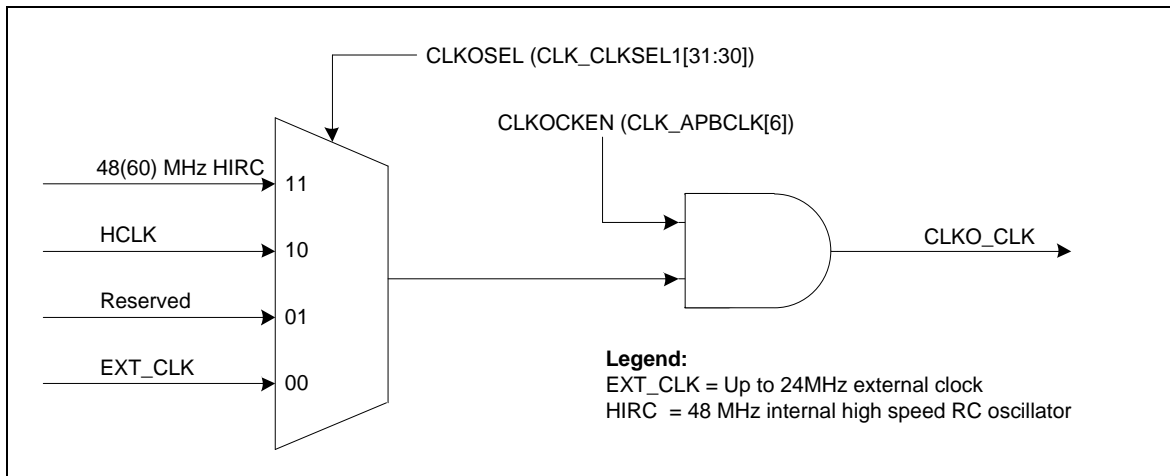 CLKOSEL (CLK_CLKSEL1[31:30])
CLKOCKEN (CLK_APBCLK[6])
48(60) MHz HIRC
11
HCLK
10
CLKO_CLK
Reserved
01
EXT_CLK
00
Legend:
EXT_CLK = Up to 24MHz external clock
HIRC = 48 MHz internal high speed RC oscillator